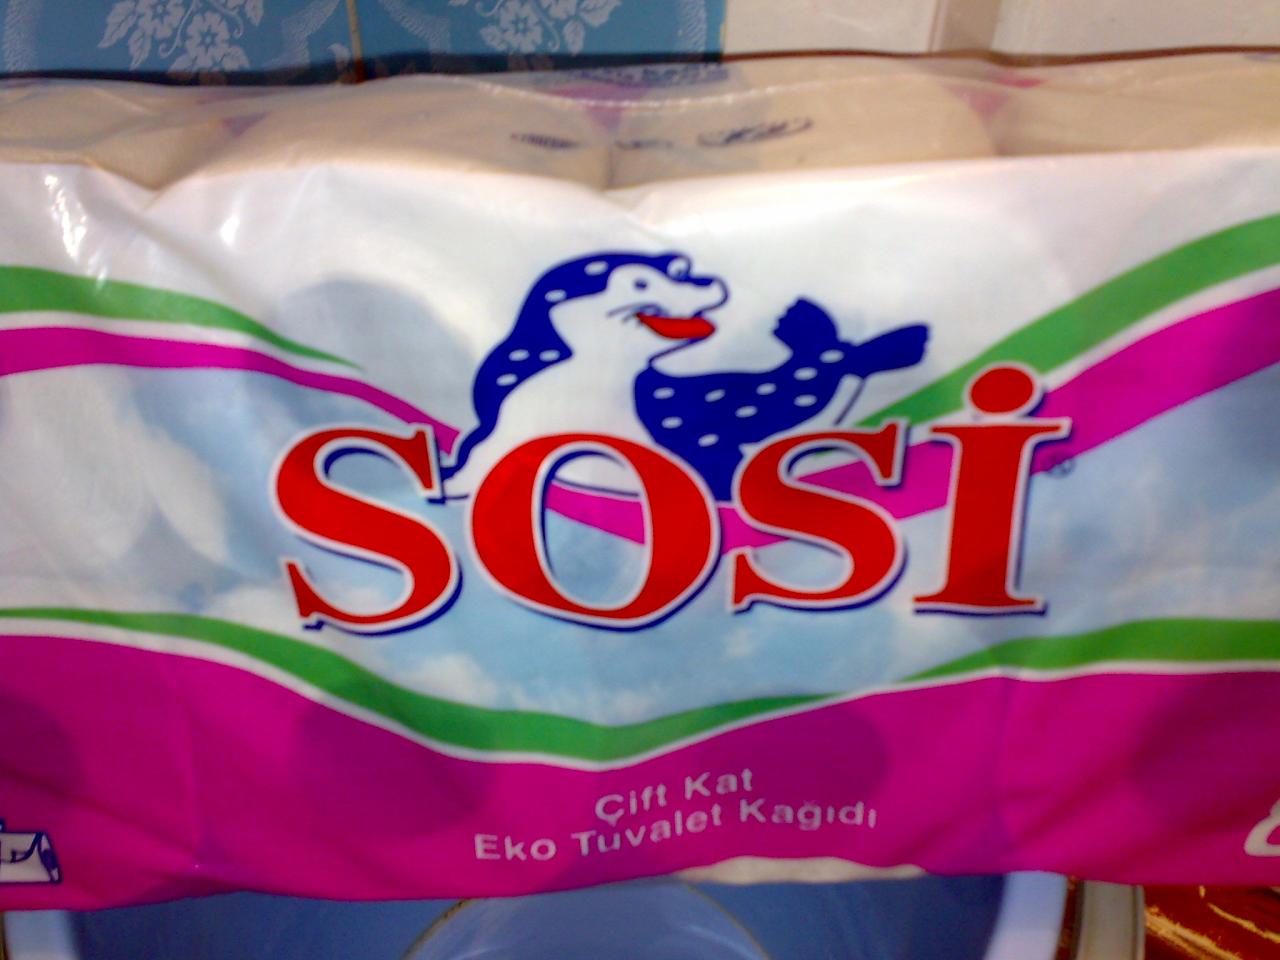 SOSİ
®
Çift Kat
Eko Tuvalet Kağıdı